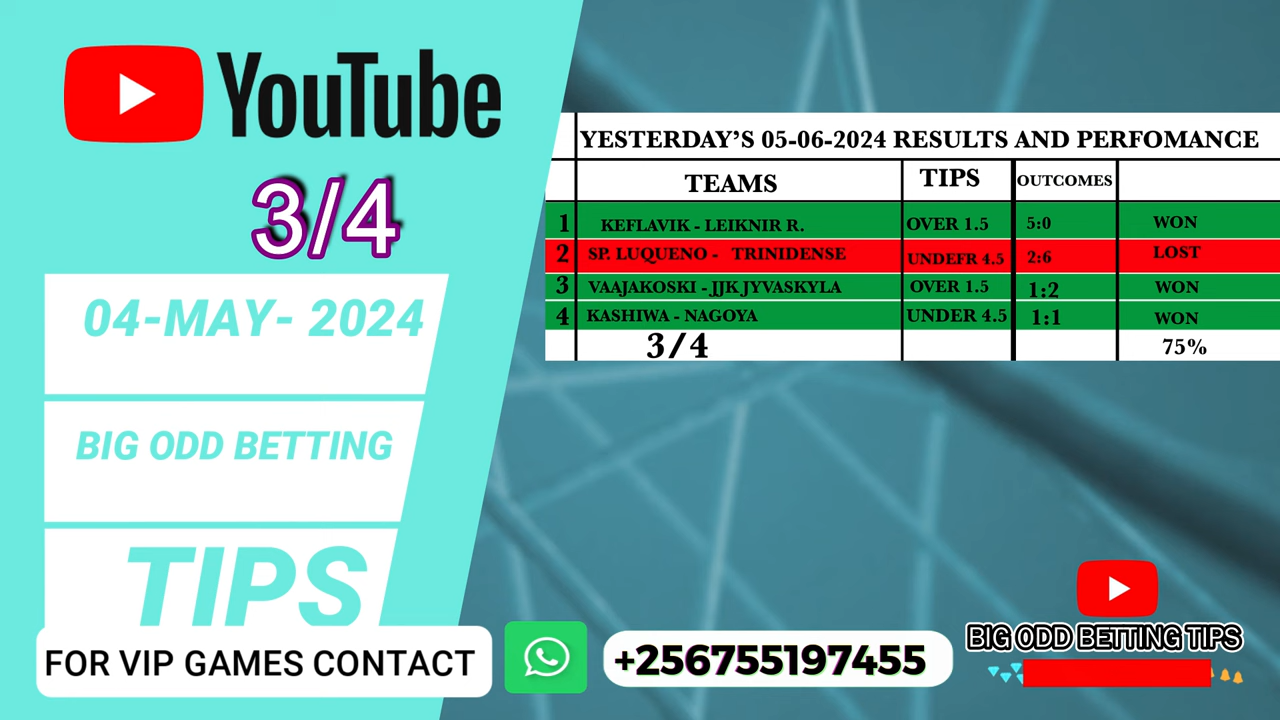 YouTube
3/4
04-MAY- 2024
BIG ODD BETTING
TIPS
YESTERDAY'S 05-06-2024 RESULTS AND PERFOMANCE
TEAMS TIPS OUTCOMES
1 KEFLAVIK - LEIKNIR R. OVER 1.5 5:0 WON
2 SP. LUQUENO - TRINIDENSE UNDEFR 4.5 2:6 LOST
3 VAAJAKOSKI - JJK JYVASKYLA OVER 1.5 1:2 WON
4 KASHIWA - NAGOYA UNDER 4.5 1:1 WON
3/4 75%
FOR VIP GAMES CONTACT
+256755197455
BIG ODD BETTING TIPS